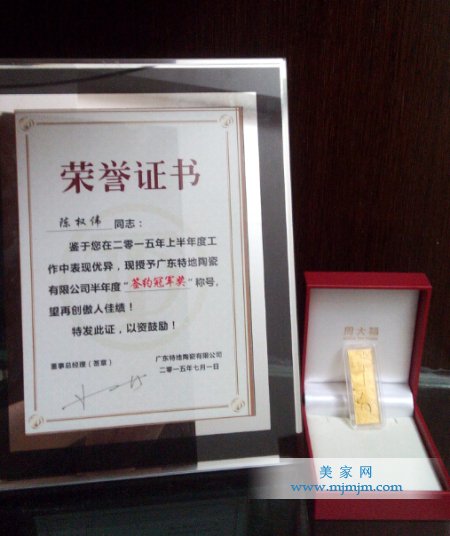 荣誉证书
陈权伟 同志：
鉴于您在二零一五年上半年度工
作中表现优异，现授予广东特地陶瓷
有限公司半年度“签约冠军奖”称号，
望再创傲人佳绩！
特发此证，以资鼓励！
董事总经理（签章）
广东特地陶瓷有限公司
二零一五年七月一日
周大福
美家网
www.mjmjm.com